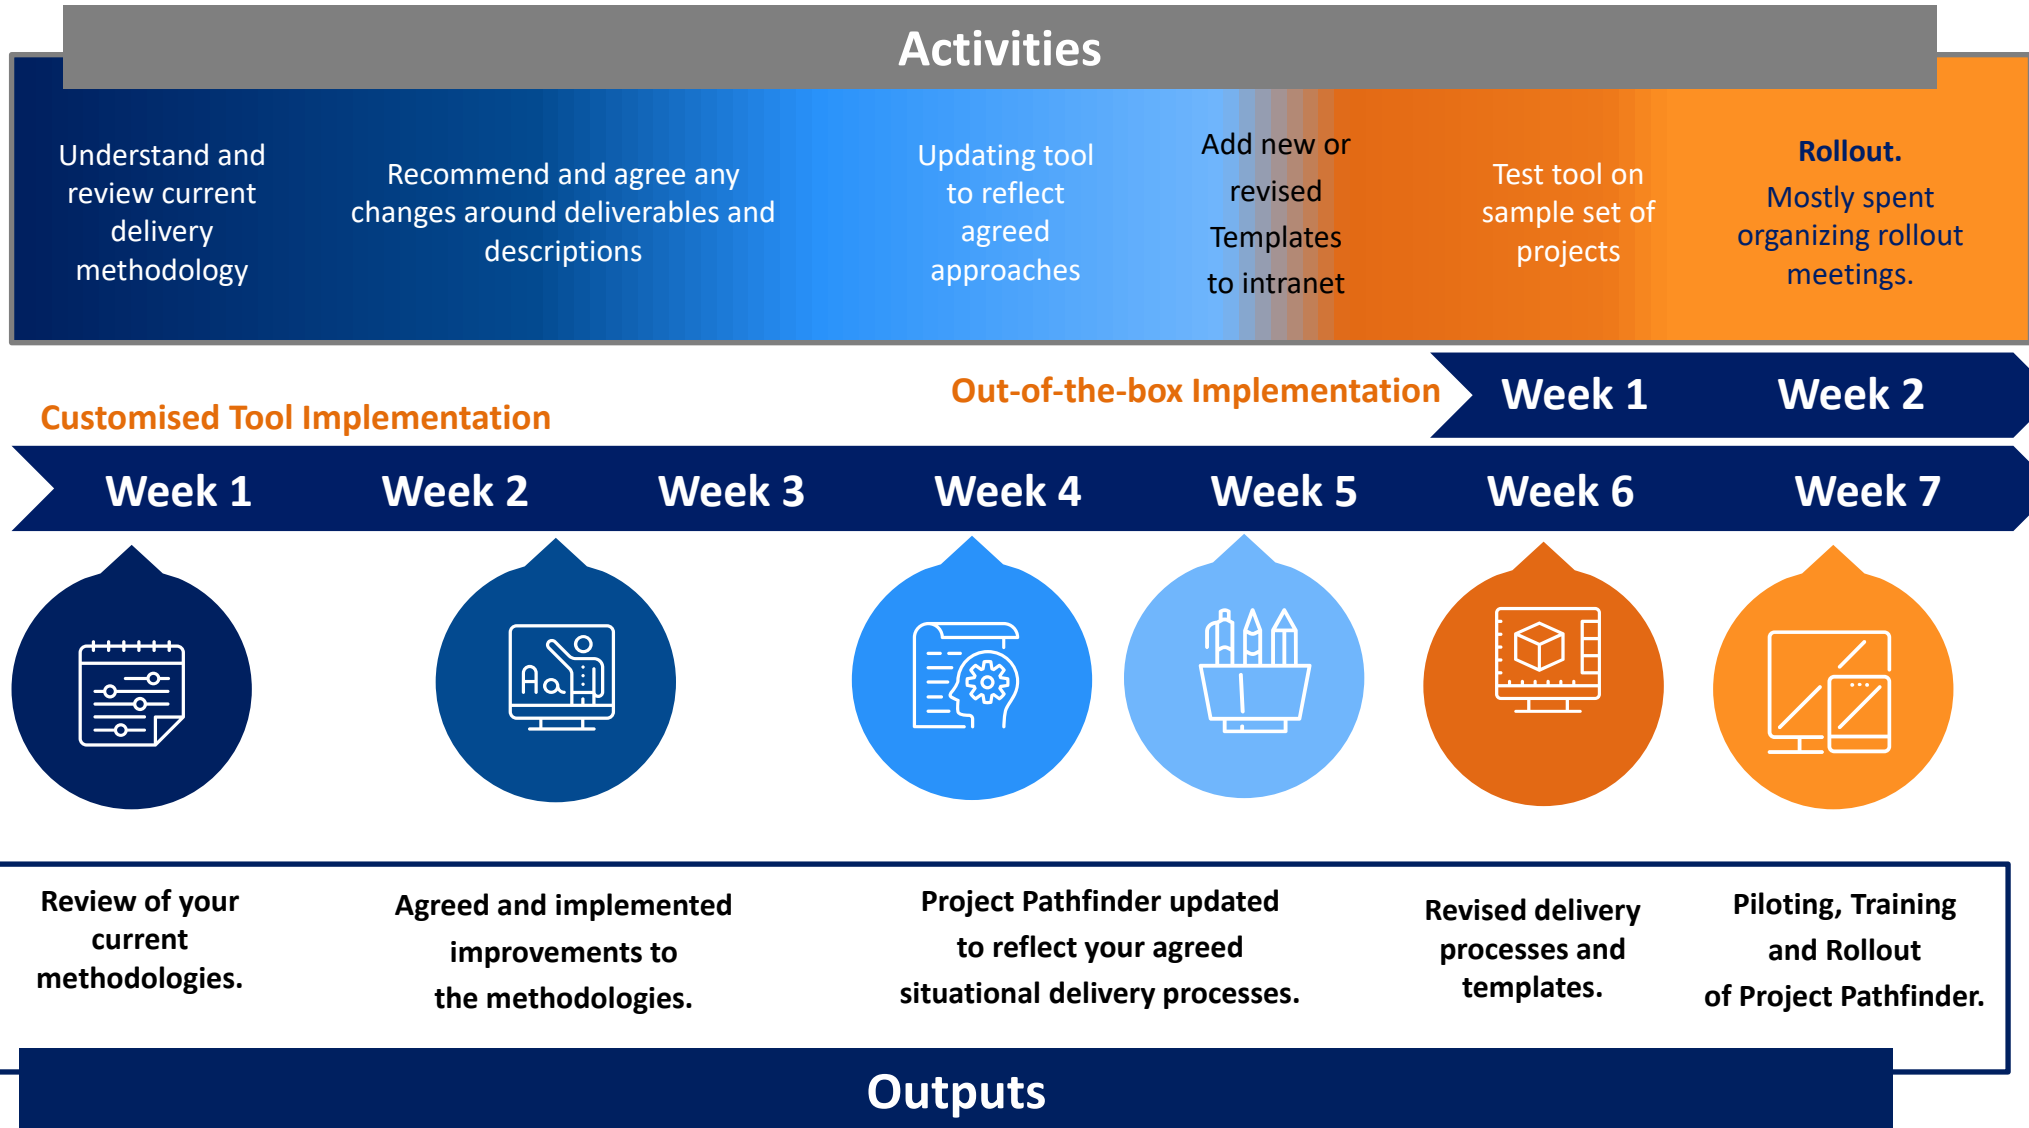 Activities
Understand and
review current
delivery
methodology
Recommend and agree any
changes around deliverables and
descriptions
Updating tool
to reflect
agreed
approaches
Add new or
revised
Templates
to intranet
Test tool on
sample set of
projects
Rollout.
Mostly spent
organizing rollout
meetings.
Out-of-the-box Implementation
Week 1
Week 2
Customised Tool Implementation
Week 1
Week 2
Week 3
Week 4
Week 5
Week 6
Week 7
Aa
Review of your
current
methodologies.
Agreed and implemented
improvements to
the methodologies.
Project Pathfinder updated
to reflect your agreed
situational delivery processes.
Revised delivery
processes and
templates.
Piloting, Training
and Rollout
of Project Pathfinder.
Outputs